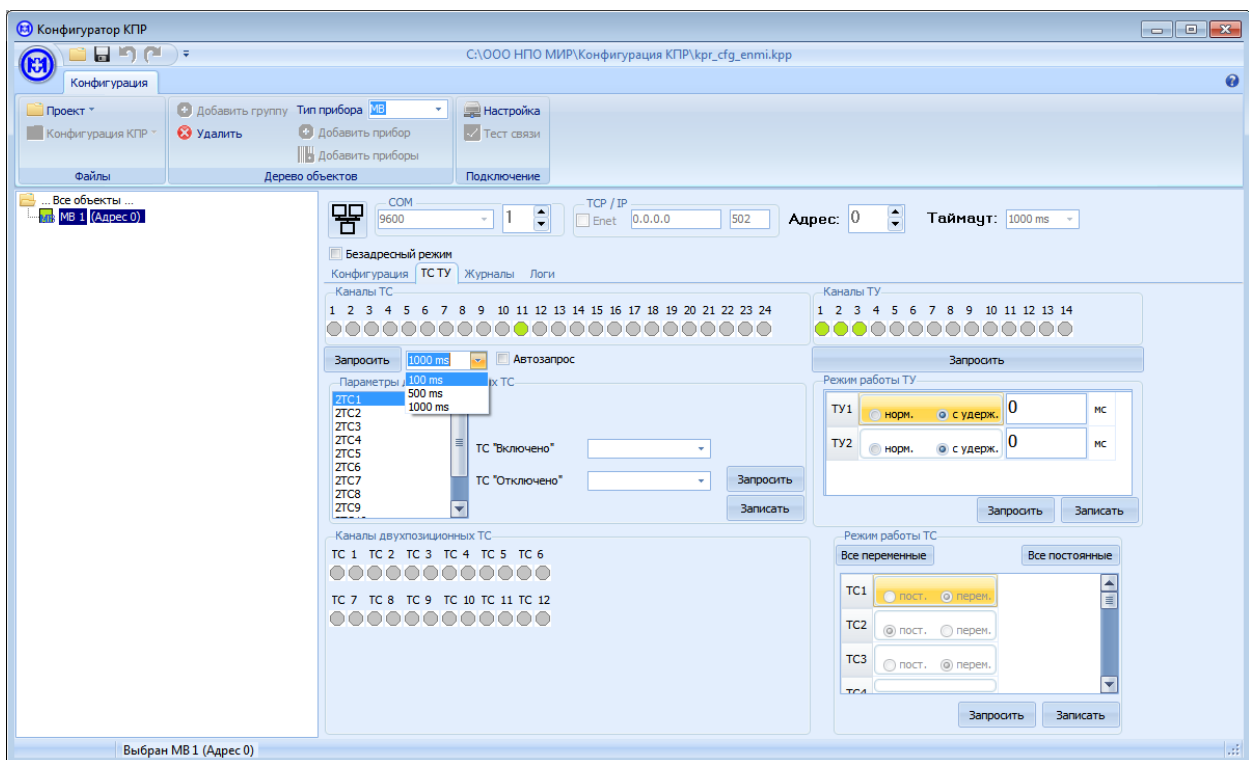 Конфигуратор КПР
C:\ООО НПО МИР\Конфигурация КПР\kpr_cfg_enmi.kpp
Конфигурация
Проект
Добавить группу Тип прибора МВ
Настройка
Конфигурация КПР
Удалить
Добавить прибор
Тест связи
Добавить приборы
Файлы
Дерево объектов
Подключение
... Все объекты ...
МВ 1 (Адрес 0)
COM
TCP / IP
9600 1 Enet 0.0.0.0 502 Адрес: 0 Таймаут: 1000 ms
Безадресный режим
Конфигурация ТС ТУ Журналы Логи
Каналы ТС
1 2 3 4 5 6 7 8 9 10 11 12 13 14 15 16 17 18 19 20 21 22 23 24
Каналы ТУ
1 2 3 4 5 6 7 8 9 10 11 12 13 14
Запросить 1000 ms Автозапрос
Запросить
100 ms
500 ms
1000 ms
Параметры д х ТС
2ТС1
2ТС2
2ТС3
2ТС4
2ТС5
2ТС6
2ТС7
2ТС8
2ТС9
ТС "Включено"
ТС "Отключено"
Запросить
Записать
Режим работы ТУ
ТУ1 норм. с удерж. 0 мс
ТУ2 норм. с удерж. 0 мс
Запросить Записать
Каналы двухпозиционных ТС
ТС 1 ТС 2 ТС 3 ТС 4 ТС 5 ТС 6
ТС 7 ТС 8 ТС 9 ТС 10 ТС 11 ТС 12
Режим работы ТС
Все переменные Все постоянные
ТС1 пост. перем.
ТС2 пост. перем.
ТС3 пост. перем.
ТС4
Запросить Записать
Выбран МВ 1 (Адрес 0)